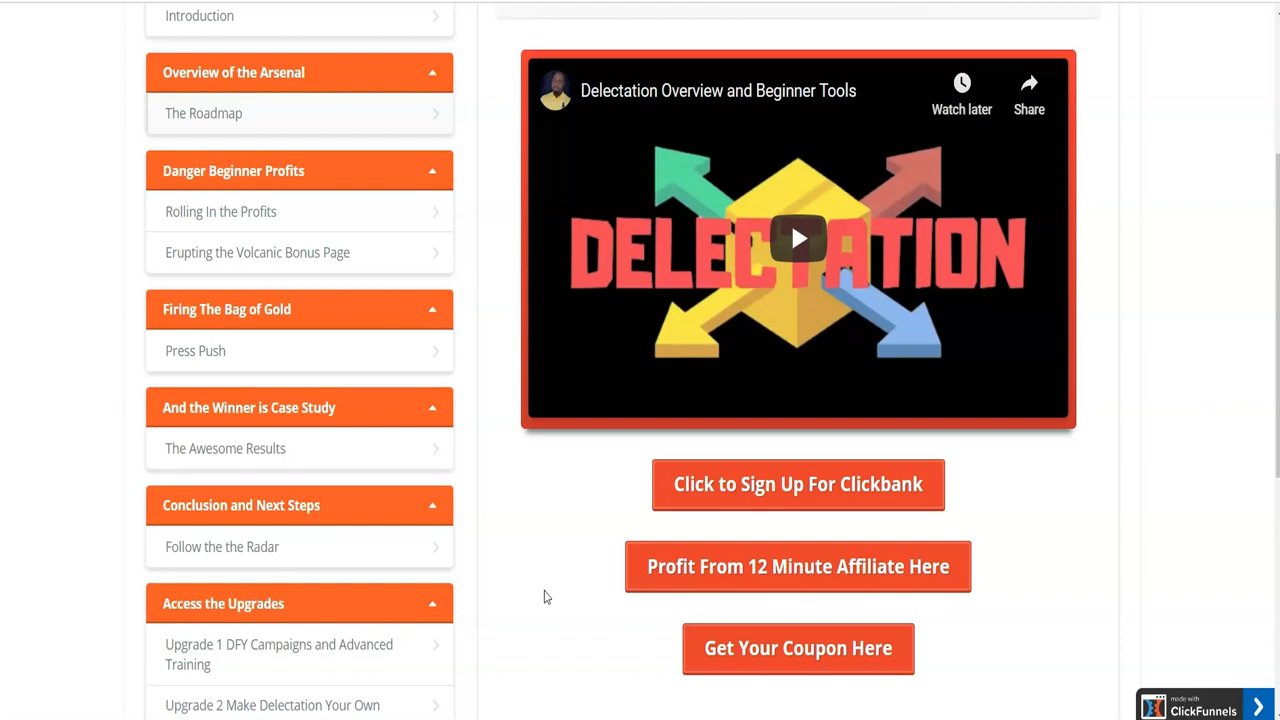 Introduction
Overview of the Arsenal
The Roadmap
Danger Beginner Profits
Rolling In the Profits
Erupting the Volcanic Bonus Page
Firing The Bag of Gold
Press Push
And the Winner is Case Study
The Awesome Results
Conclusion and Next Steps
Follow the the Radar
Access the Upgrades
Upgrade 1 DFY Campaigns and Advanced
Training
Upgrade 2 Make Delectation Your Own
Delectation Overview and Beginner Tools
Watch later
Share
DELECTATION
Click to Sign Up For Clickbank
Profit From 12 Minute Affiliate Here
Get Your Coupon Here
made with
ClickFunnels